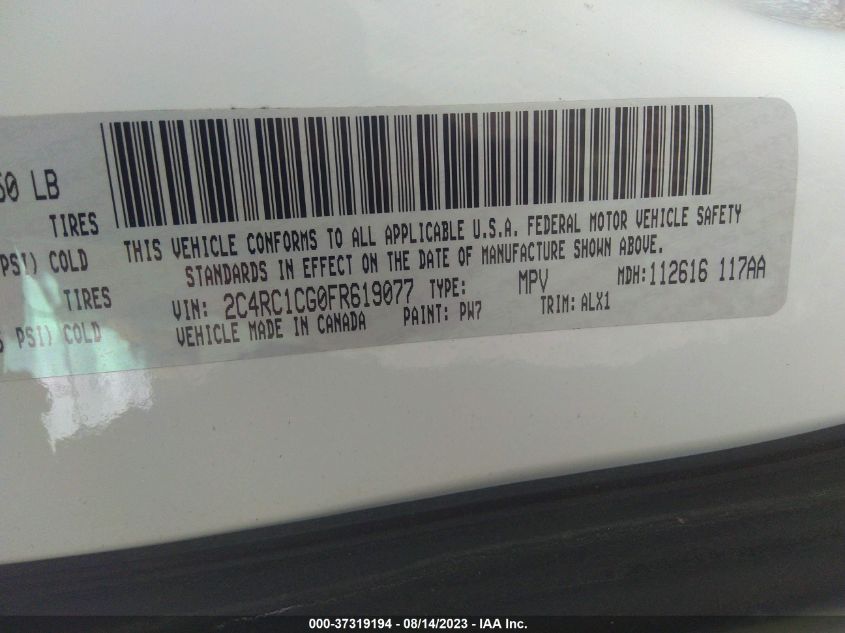 60 LB
TIRES
THIS VEHICLE CONFORMS TO ALL APPLICABLE U.S.A. FEDERAL MOTOR VEHICLE SAFETY
PSI) COLD
STANDARDS IN EFFECT ON THE DATE OF MANUFACTURE SHOWN ABOVE.
TIRES
VIN: 2C4RC1CG0FR619077 TYPE: MPV MDH:112616 117AA
PSI) COLD
VEHICLE MADE IN CANADA PAINT: PW7 TRIM: ALX1
000-37319194 - 08/14/2023 - IAA Inc.